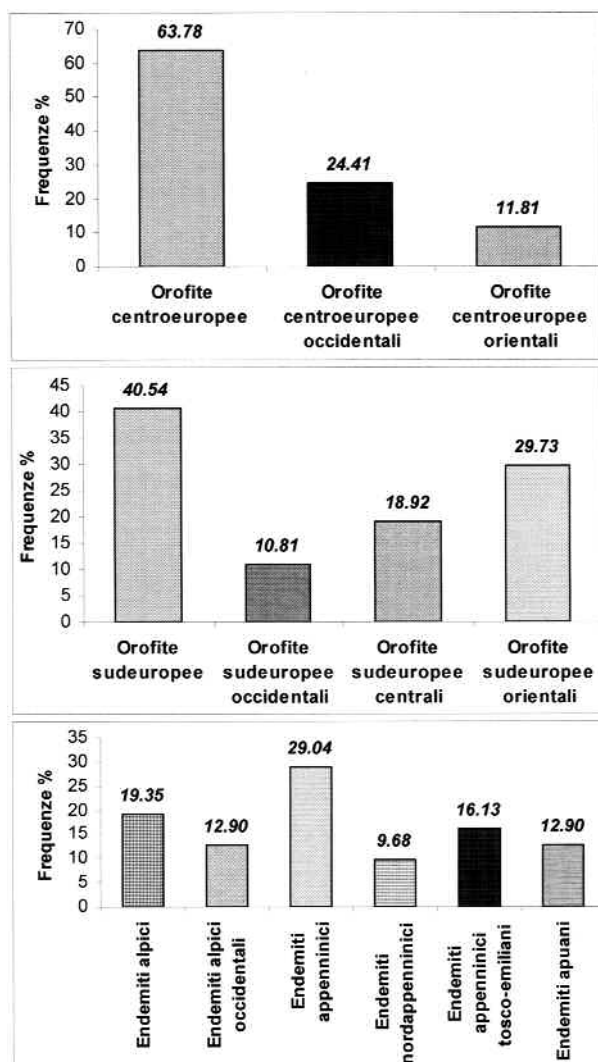 Frequenze %
70
60
50
40
30
20
10
0
63.78
24.41
11.81
Orofite
centroeuropee
Orofite
centroeuropee
occidentali
Orofite
centroeuropee
orientali
Frequenze %
45
40
35
30
25
20
15
10
5
0
40.54
10.81
18.92
29.73
Orofite
sudeuropee
Orofite
sudeuropee
occidentali
Orofite
sudeuropee
centrali
Orofite
sudeuropee
orientali
Frequenze %
35
30
25
20
15
10
5
0
19.35
12.90
29.04
9.68
16.13
12.90
Endemiti alpici
Endemiti alpici
occidentali
Endemiti
appenninici
Endemiti
nordappenninici
Endemiti
appenninici
tosco-emiliani
Endemiti apuani